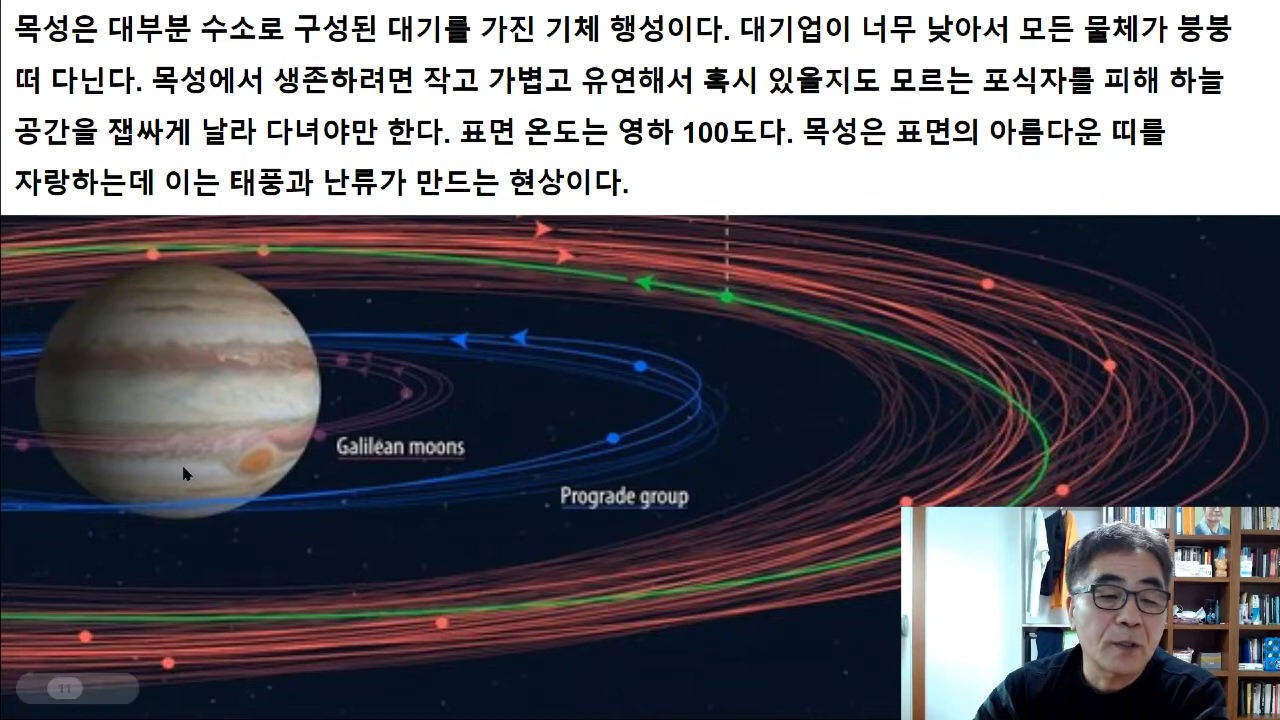 목성은 대부분 수소로 구성된 대기를 가진 기체 행성이다. 대기업이 너무 낮아서 모든 물체가 붕붕
떠 다닌다. 목성에서 생존하려면 작고 가볍고 유연해서 혹시 있을지도 모르는 포식자를 피해 하늘
공간을 잽싸게 날라 다녀야만 한다. 표면 온도는 영하 100도다. 목성은 표면의 아름다운 띠를
자랑하는데 이는 태풍과 난류가 만드는 현상이다.
Galilean moons
Prograde group
11